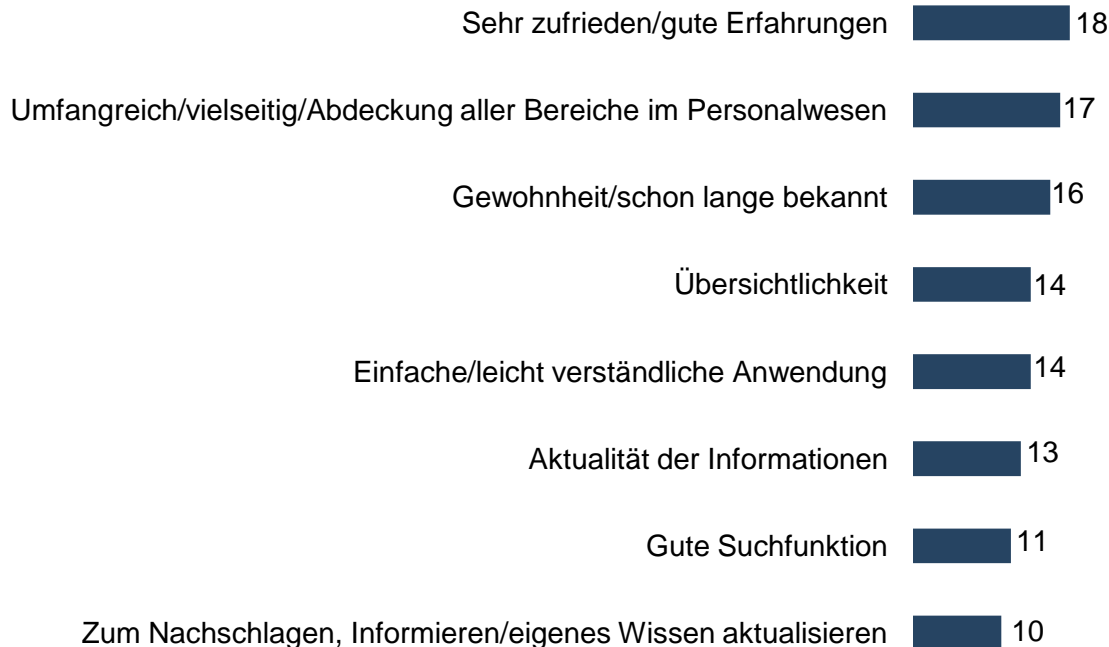 Sehr zufrieden/gute Erfahrungen 18
Umfangreich/vielseitig/Abdeckung aller Bereiche im Personalwesen 17
Gewohnheit/schon lange bekannt 16
Übersichtlichkeit 14
Einfache/leicht verständliche Anwendung 14
Aktualität der Informationen 13
Gute Suchfunktion 11
Zum Nachschlagen, Informieren/eigenes Wissen aktualisieren 10